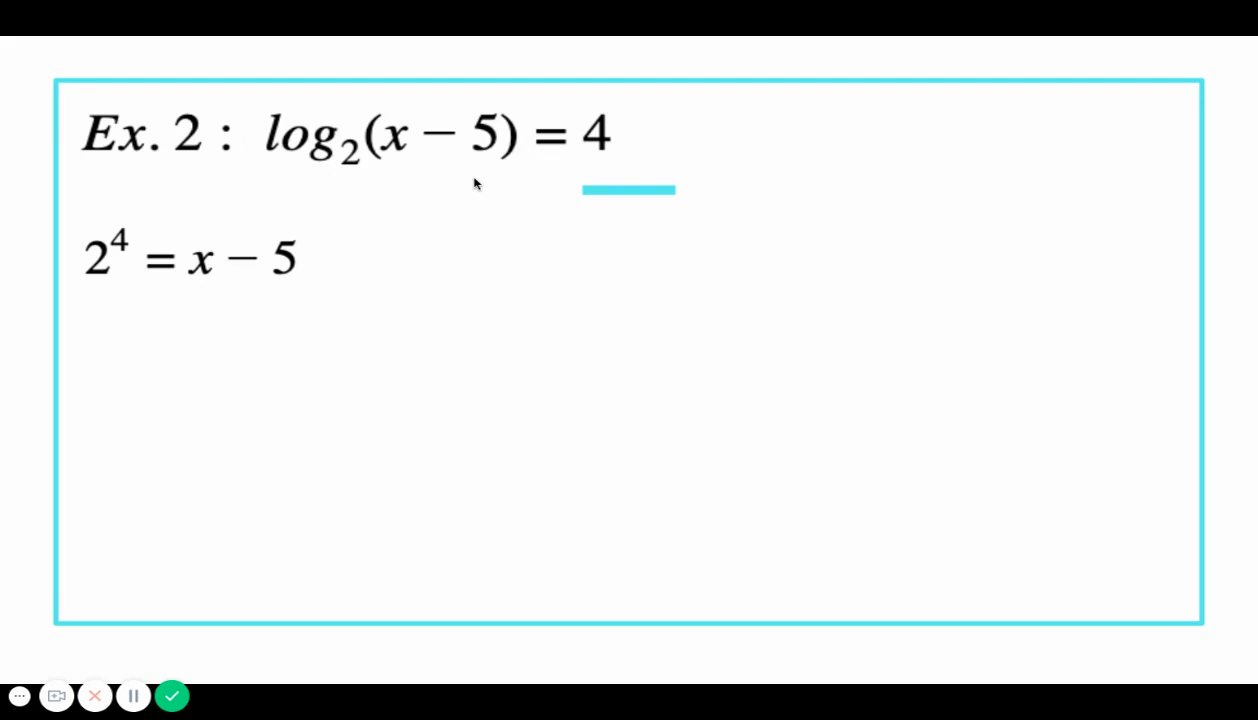 Ex. 2 : log₂(x − 5) = 4
2⁴ = x − 5